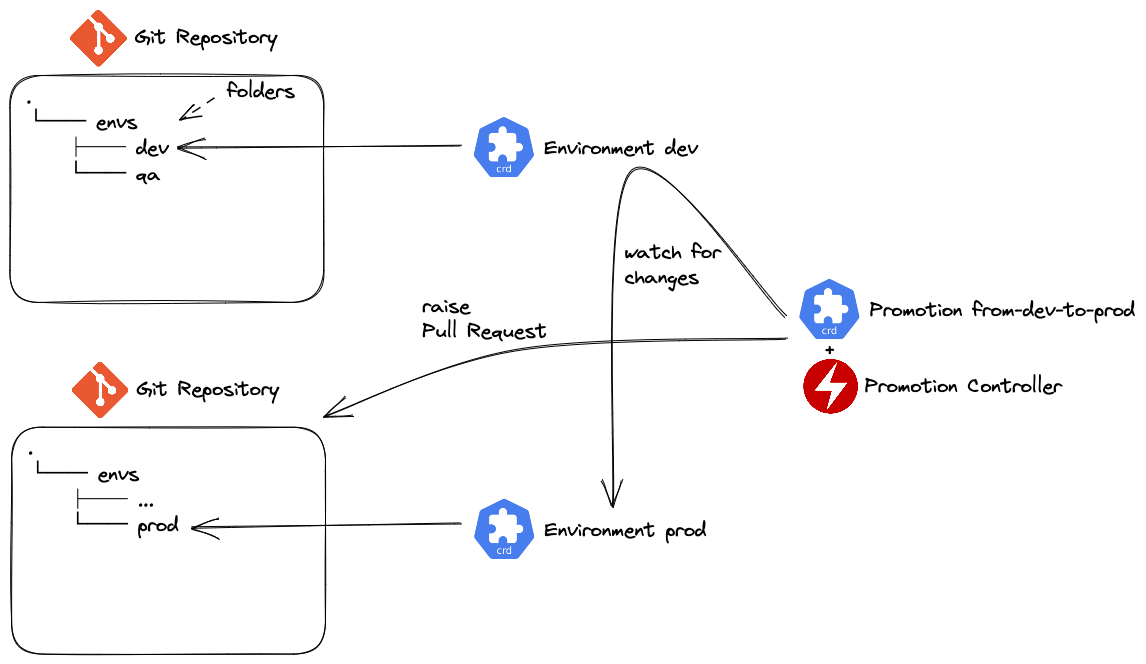 Git Repository
folders
.
envs
dev
qa
crd
Environment dev
watch for
changes
raise
Pull Request
crd
Promotion from-dev-to-prod
+
Promotion Controller
Git Repository
.
envs
...
prod
crd
Environment prod